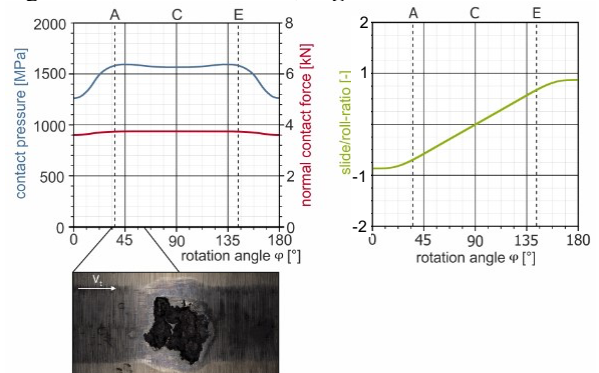 A C E
2000
1500
1000
500
0
contact pressure [MPa]
8
6
4
2
0
normal contact force [kN]
0 45 90 135 180
rotation angle φ [°]
A C E
2
1
-1
-2
slide/roll-ratio [-]
0 45 90 135 180
rotation angle φ [°]